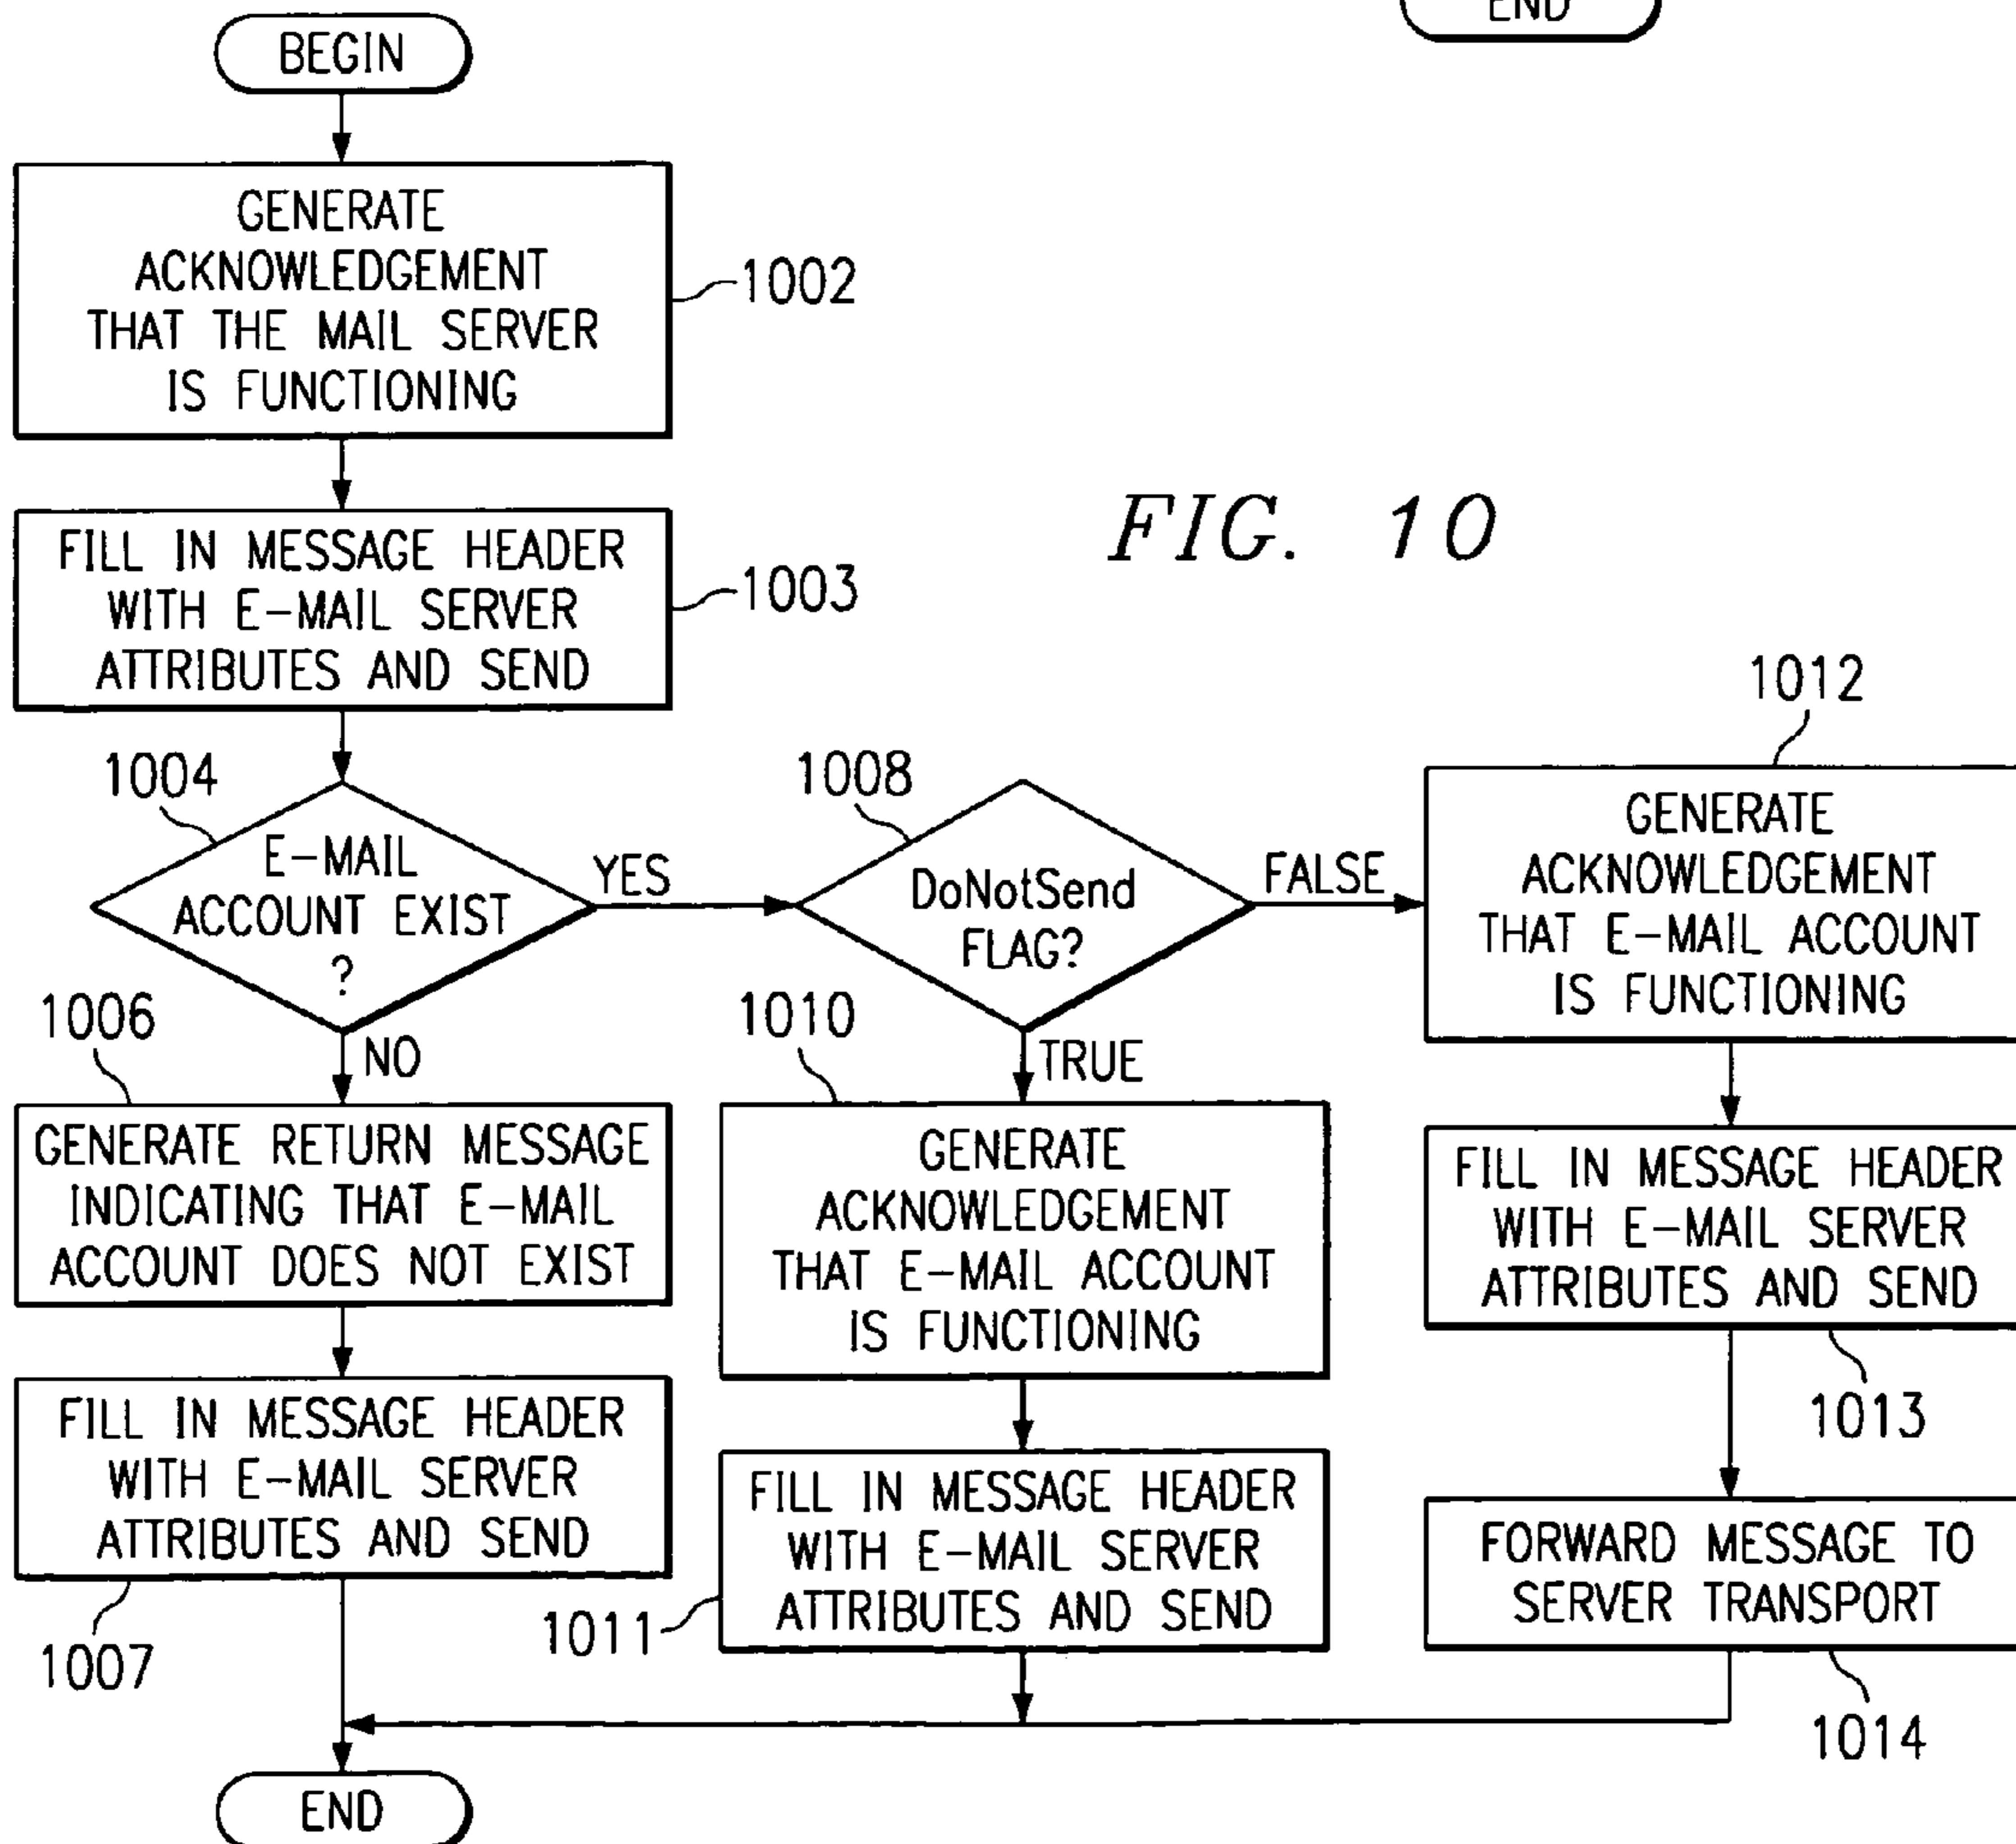 END
BEGIN
GENERATE
ACKNOWLEDGEMENT
THAT THE MAIL SERVER
IS FUNCTIONING
1002
FILL IN MESSAGE HEADER
WITH E-MAIL SERVER
ATTRIBUTES AND SEND
1003
FIG. 10
1004
E-MAIL
ACCOUNT EXIST
?
YES
NO
1006
GENERATE RETURN MESSAGE
INDICATING THAT E-MAIL
ACCOUNT DOES NOT EXIST
FILL IN MESSAGE HEADER
WITH E-MAIL SERVER
ATTRIBUTES AND SEND
1007
1008
DoNotSend
FLAG?
FALSE
TRUE
1010
GENERATE
ACKNOWLEDGEMENT
THAT E-MAIL ACCOUNT
IS FUNCTIONING
FILL IN MESSAGE HEADER
WITH E-MAIL SERVER
ATTRIBUTES AND SEND
1011
1012
GENERATE
ACKNOWLEDGEMENT
THAT E-MAIL ACCOUNT
IS FUNCTIONING
FILL IN MESSAGE HEADER
WITH E-MAIL SERVER
ATTRIBUTES AND SEND
1013
FORWARD MESSAGE TO
SERVER TRANSPORT
1014
END